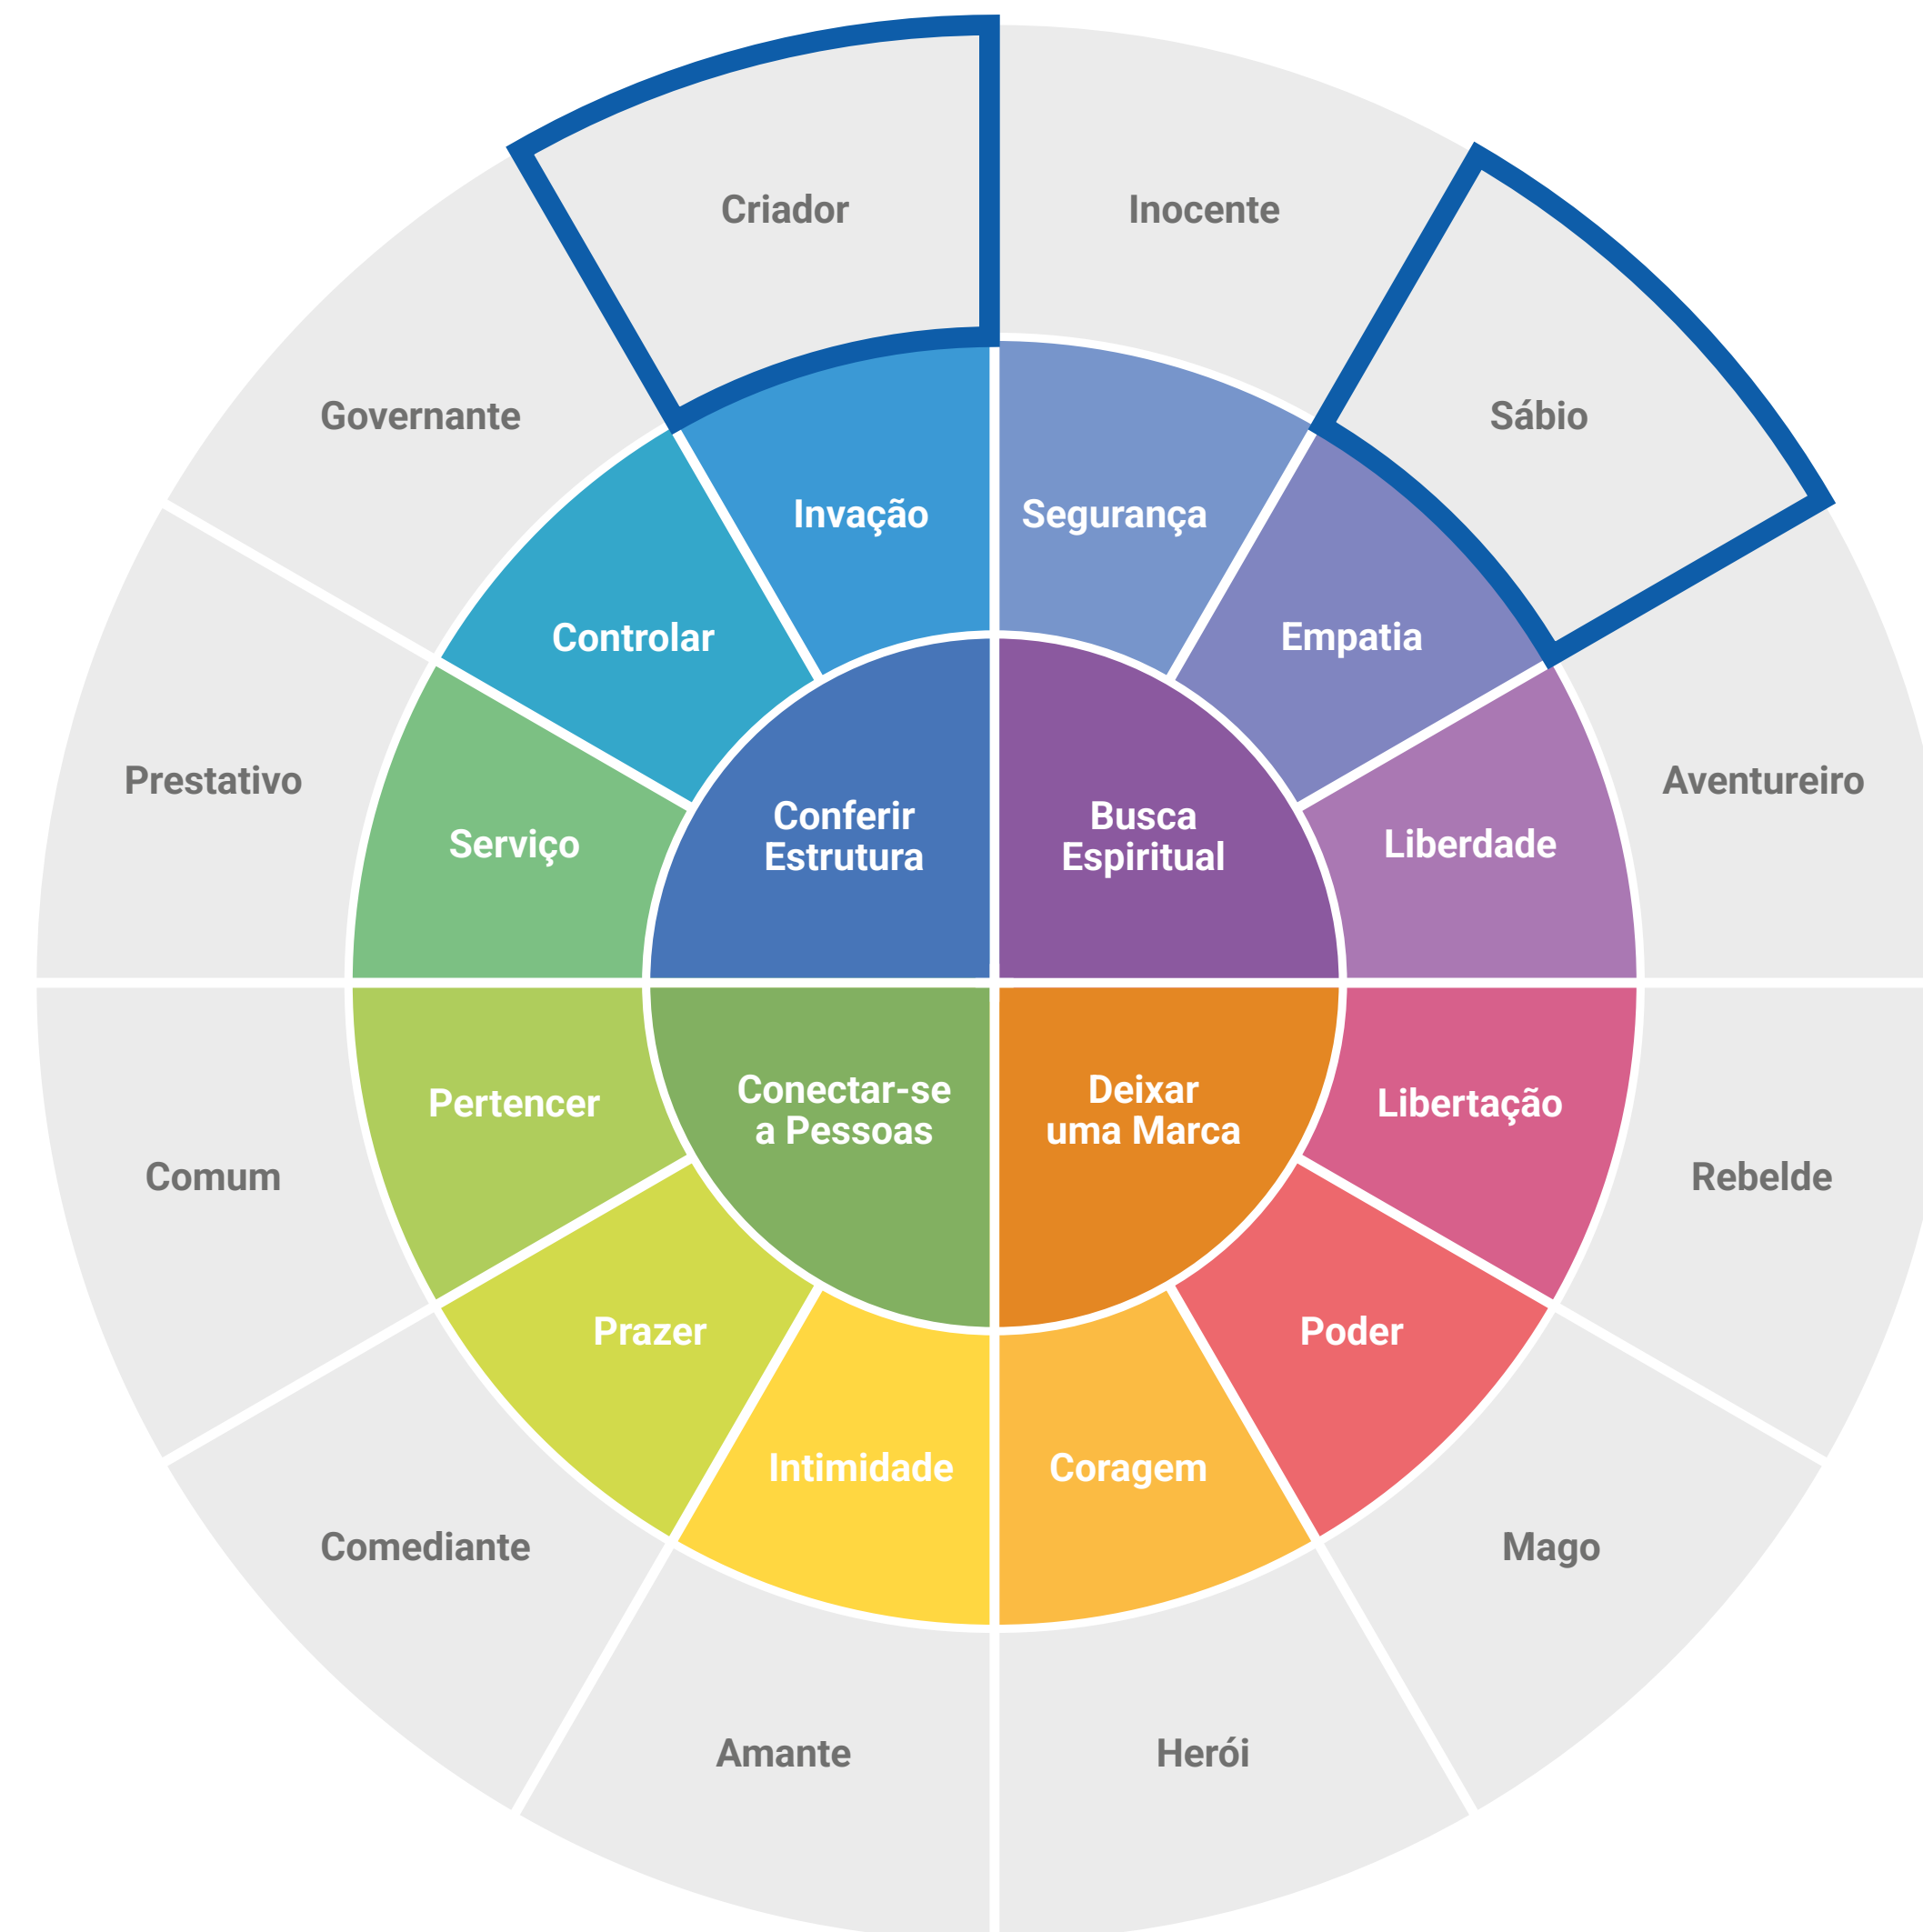 Criador
Inocente
Governante
Sábio
Invação
Segurança
Controlar
Empatia
Prestativo
Aventureiro
Serviço
Conferir
Estrutura
Busca
Espiritual
Liberdade
Pertencer
Conectar-se
a Pessoas
Deixar
uma Marca
Libertação
Comum
Rebelde
Prazer
Poder
Intimidade
Coragem
Comediante
Mago
Amante
Herói